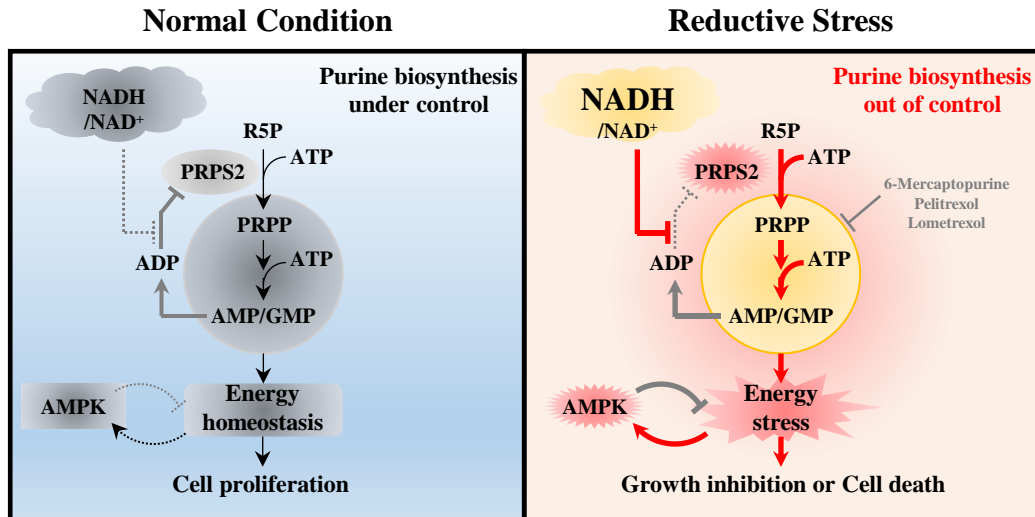 Normal Condition
Purine biosynthesis
under control
NADH
/NAD⁺
R5P
ATP
PRPS2
PRPP
ADP
ATP
AMP/GMP
AMPK
Energy
homeostasis
Cell proliferation
Reductive Stress
Purine biosynthesis
out of control
NADH
/NAD⁺
R5P
ATP
PRPS2
6-Mercaptopurine
Pelitrexol
Lometrexol
PRPP
ADP
ATP
AMP/GMP
AMPK
Energy
stress
Growth inhibition or Cell death